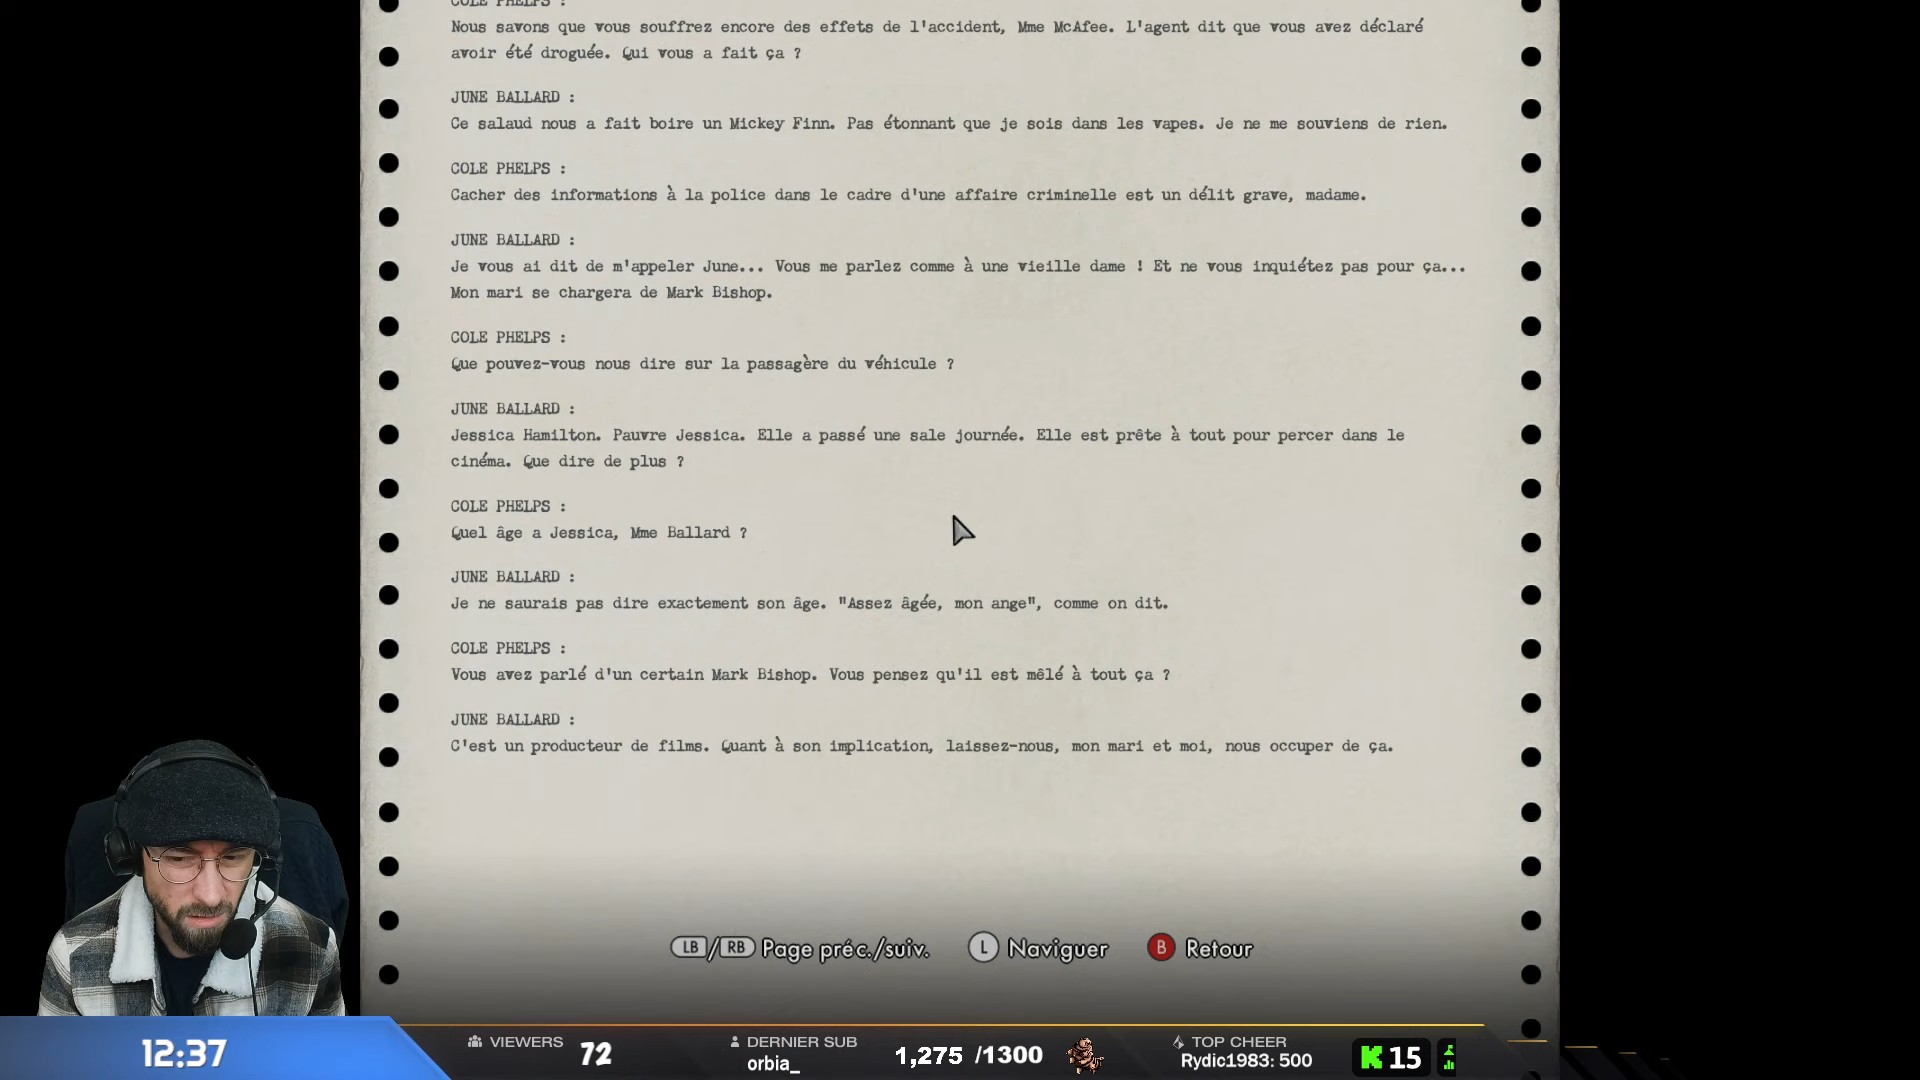 COLE PHELPS :
Nous savons que vous souffrez encore des effets de l'accident, Mme McAfee. L'agent dit que vous avez déclaré
avoir été droguée. Qui vous a fait ça ?
JUNE BALLARD :
Ce salaud nous a fait boire un Mickey Finn. Pas étonnant que je sois dans les vapes. Je ne me souviens de rien.
COLE PHELPS :
Cacher des informations à la police dans le cadre d'une affaire criminelle est un délit grave, madame.
JUNE BALLARD :
Je vous ai dit de m'appeler June... Vous me parlez comme à une vieille dame ! Et ne vous inquiétez pas pour ça...
Mon mari se chargera de Mark Bishop.
COLE PHELPS :
Que pouvez-vous nous dire sur la passagère du véhicule ?
JUNE BALLARD :
Jessica Hamilton. Pauvre Jessica. Elle a passé une sale journée. Elle est prête à tout pour percer dans le
cinéma. Que dire de plus ?
COLE PHELPS :
Quel âge a Jessica, Mme Ballard ?
JUNE BALLARD :
Je ne saurais pas dire exactement son âge. "Assez âgée, mon ange", comme on dit.
COLE PHELPS :
Vous avez parlé d'un certain Mark Bishop. Vous pensez qu'il est mêlé à tout ça ?
JUNE BALLARD :
C'est un producteur de films. Quant à son implication, laissez-nous, mon mari et moi, nous occuper de ça.
LB/RB Page préc./suiv. L Naviguer B Retour
12:37
VIEWERS 72
DERNIER SUB
orbia_
1,275 /1300
TOP CHEER
Rydic1983: 500
K 15